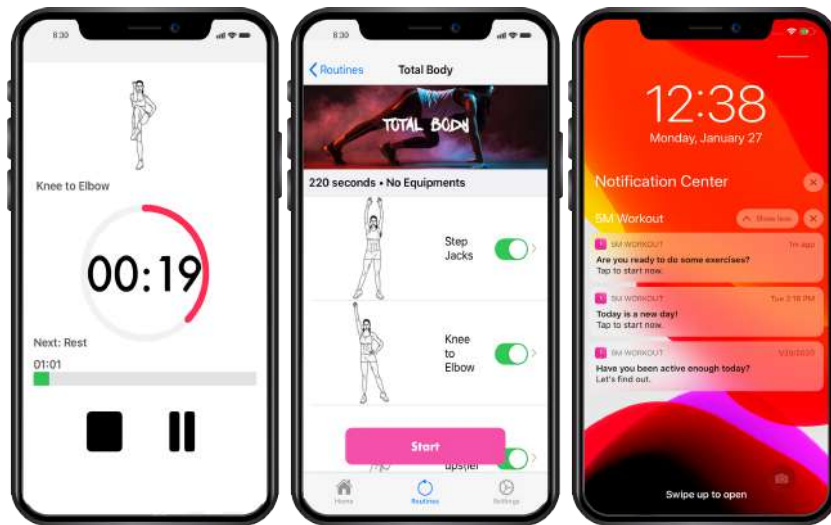 8:30
Knee to Elbow
00:19
Next: Rest
01:01
8:30
Routines
Total Body
TOTAL BODY
220 seconds • No Equipments
Step
Jacks
Knee
to
Elbow
Start
Home
Routines
Settings
12:38
Monday, January 27
Notification Center
5M Workout
Show less
5M WORKOUT
1m ago
Are you ready to do some exercises?
Tap to start now.
5M WORKOUT
Tue 2:16 PM
Today is a new day!
Tap to start now.
5M WORKOUT
Have you been active enough today?
Let's find out.
Swipe up to open